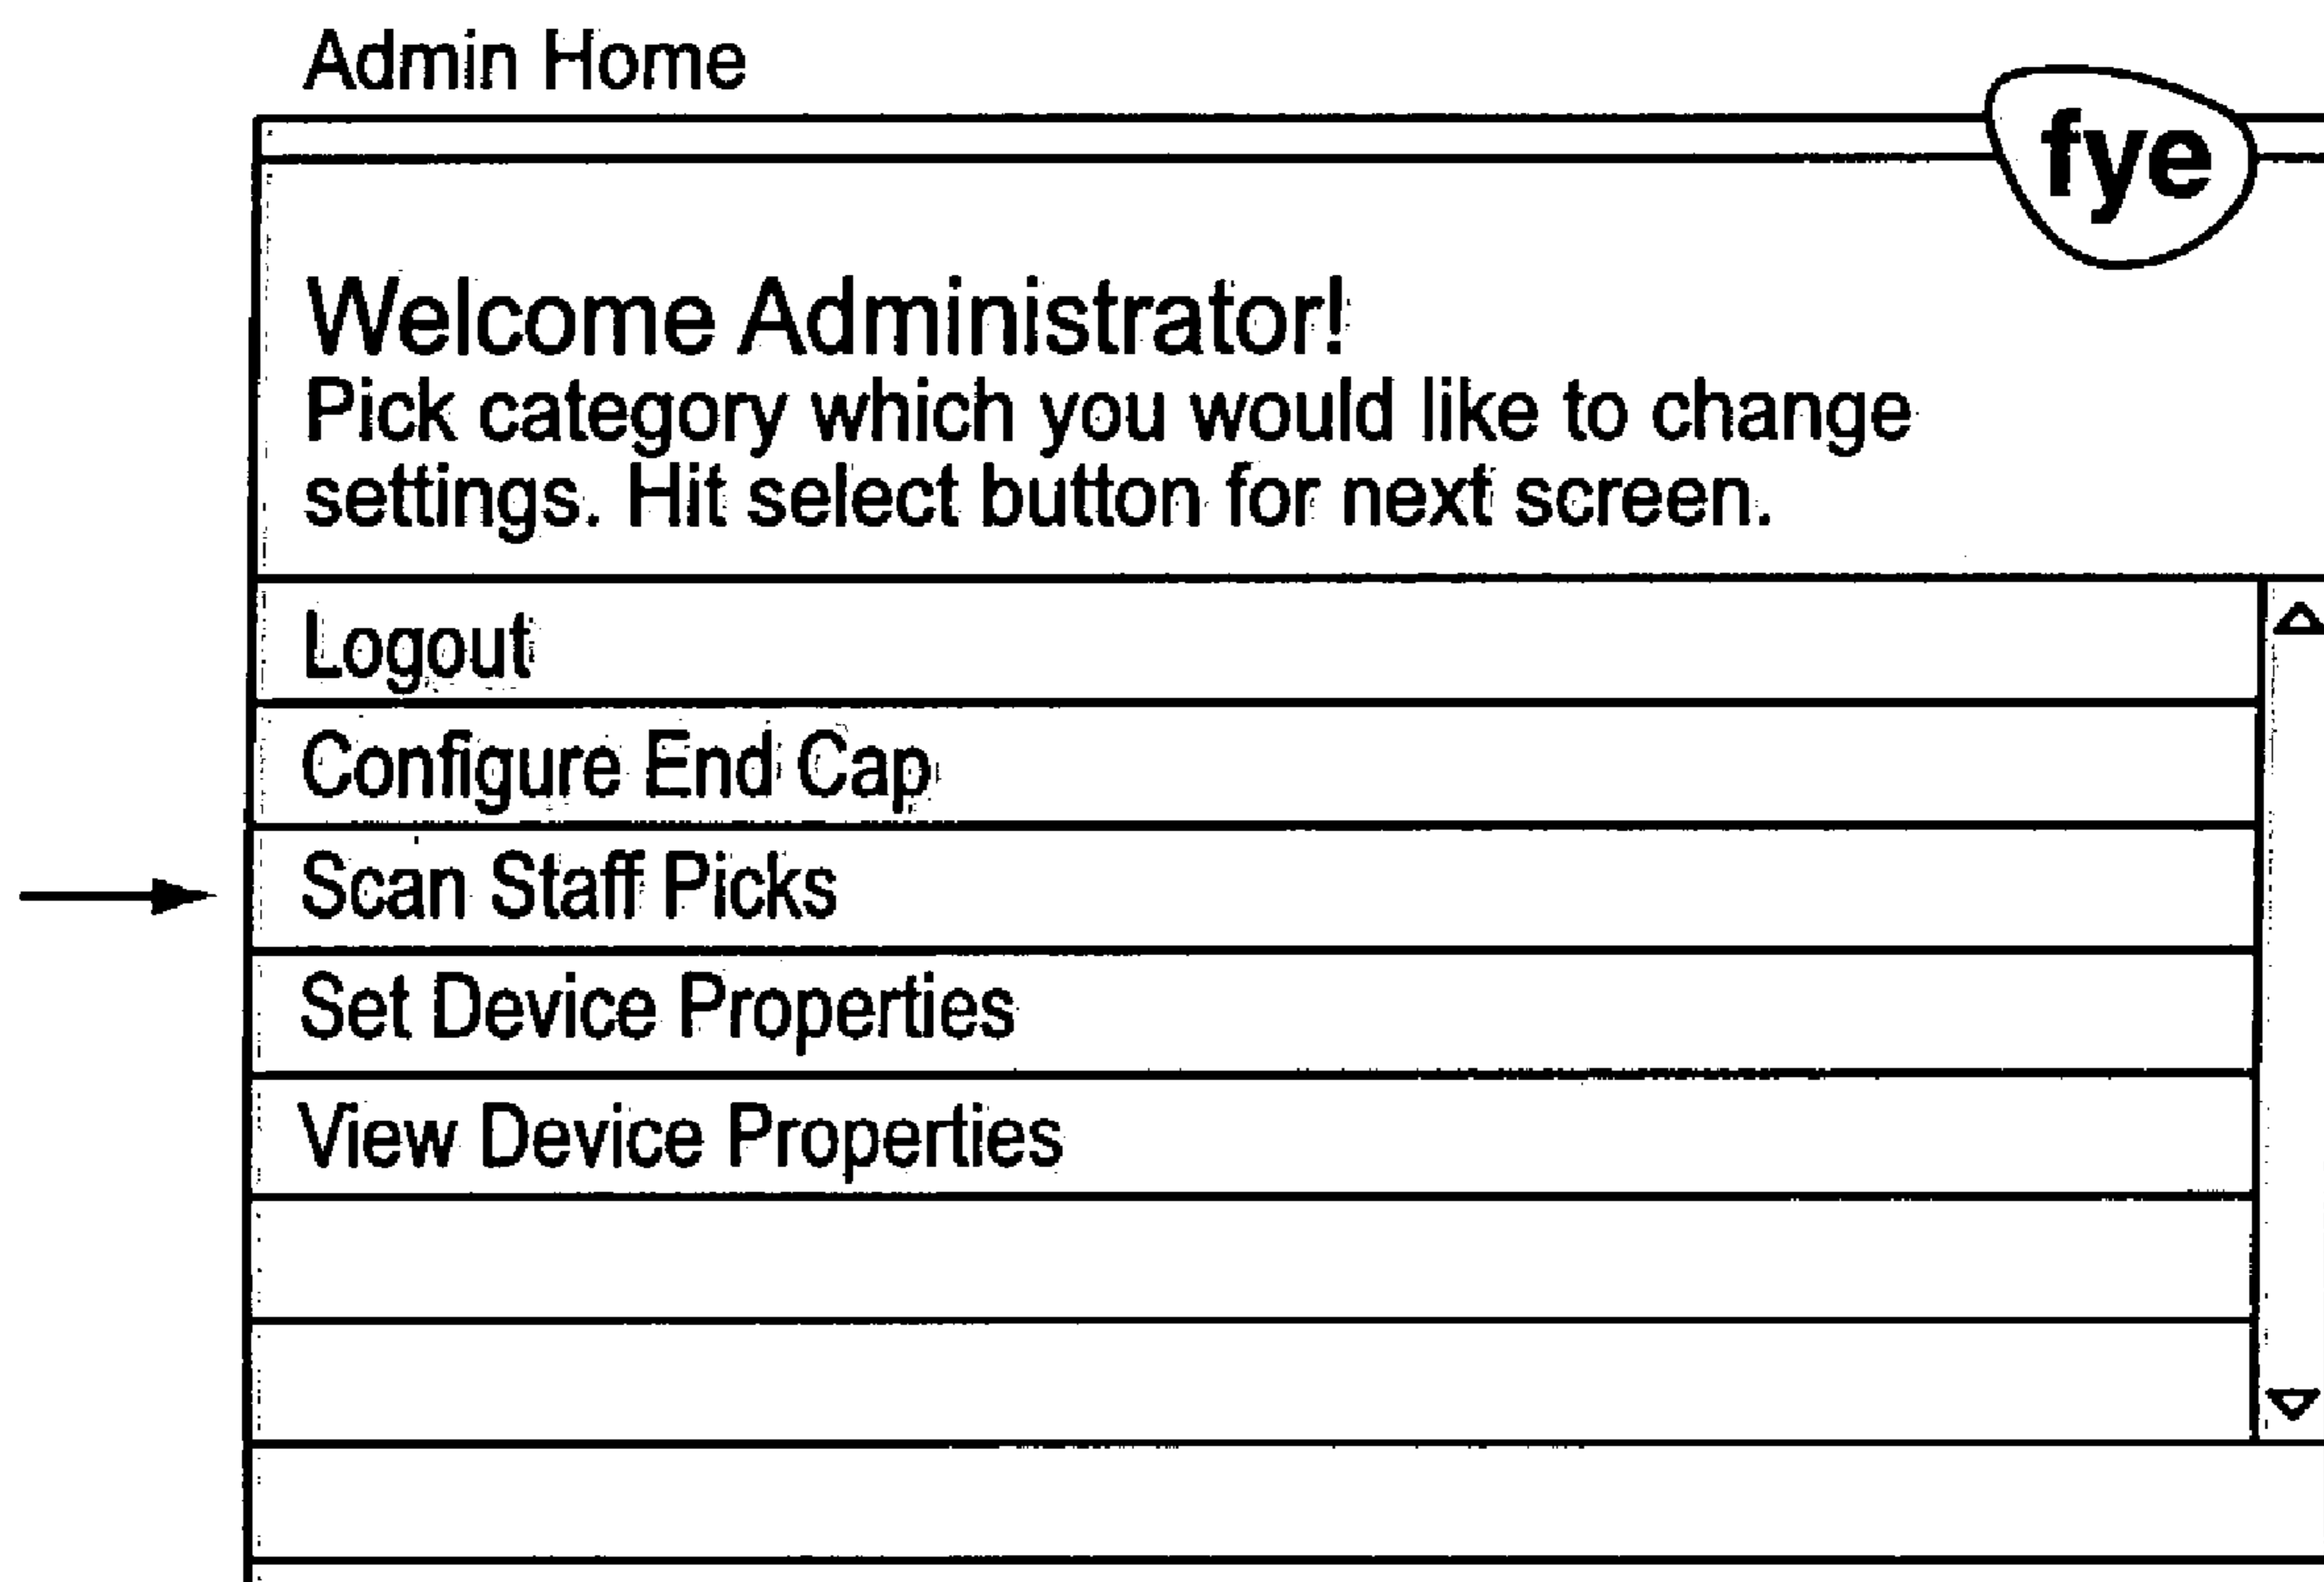 Admin Home
fye
Welcome Administrator!
Pick category which you would like to change
settings. Hit select button for next screen.
Logout
Configure End Cap
Scan Staff Picks
Set Device Properties
View Device Properties